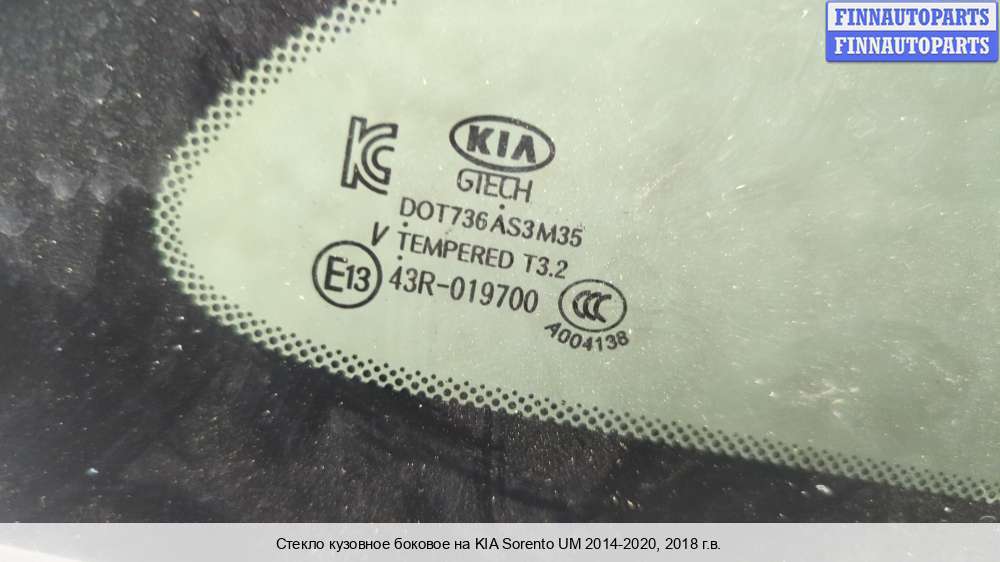 FINNAUTOPARTS
FINNAUTOPARTS
KC
KIA
GTECH
DOT736 AS3 M35
V TEMPERED T3.2
E13 43R-019700
CCC
A004138
Стекло кузовное боковое на KIA Sorento UM 2014-2020, 2018 г.в.